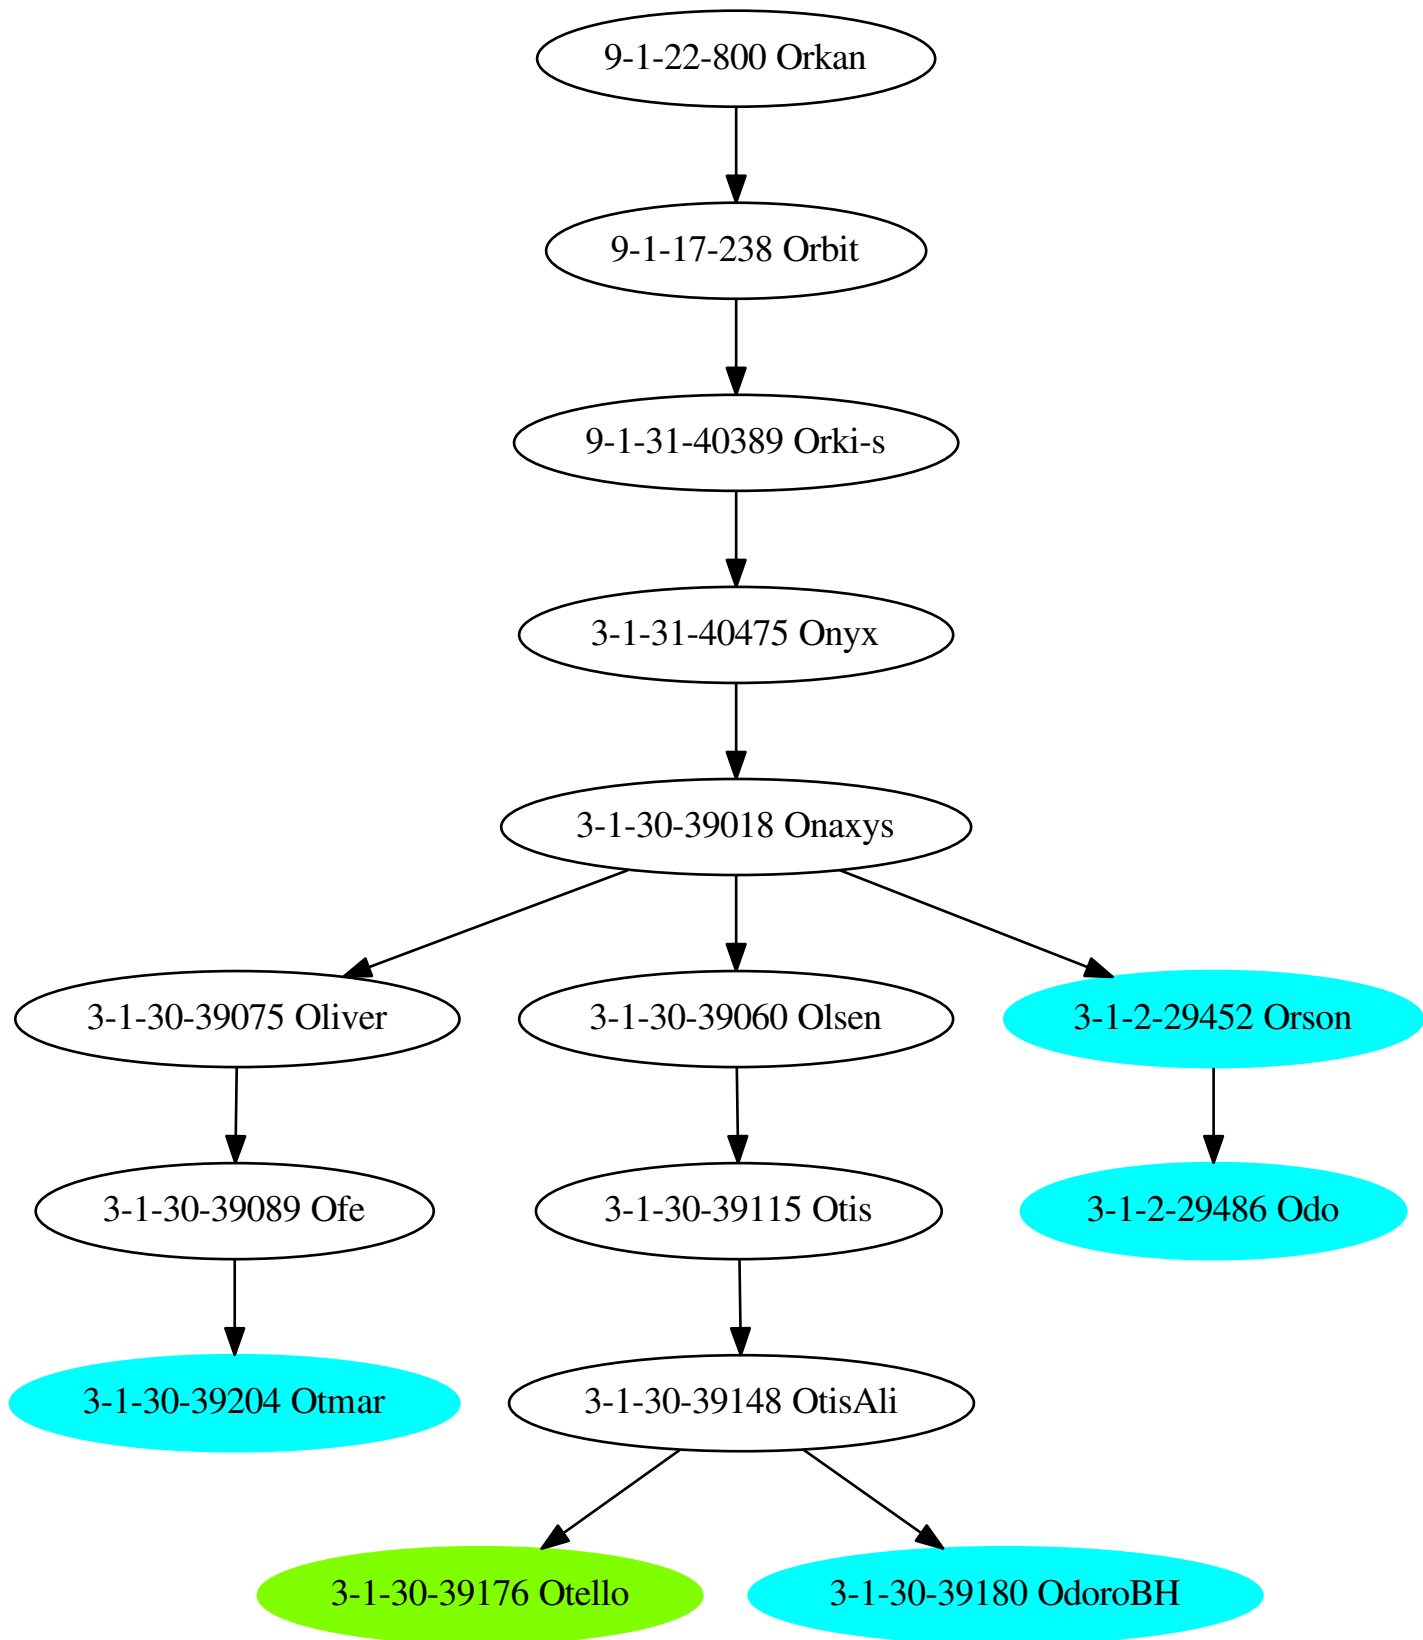 9-1-22-800 Orkan
9-1-17-238 Orbit
9-1-31-40389 Orki-s
3-1-31-40475 Onyx
3-1-30-39018 Onaxys
3-1-30-39075 Oliver
3-1-30-39060 Olsen
3-1-2-29452 Orson
3-1-30-39089 Ofe
3-1-30-39115 Otis
3-1-2-29486 Odo
3-1-30-39204 Otmar
3-1-30-39148 OtisAli
3-1-30-39176 Otello
3-1-30-39180 OdoroBH